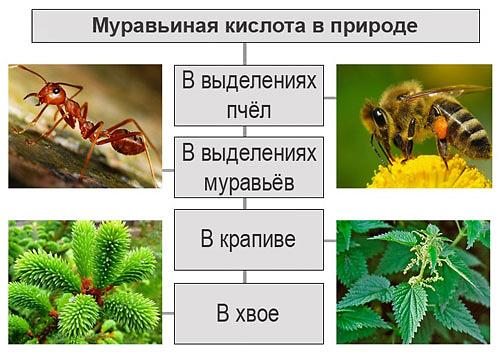 Муравьиная кислота в природе
В выделениях
пчёл
В выделениях
муравьёв
В крапиве
В хвое